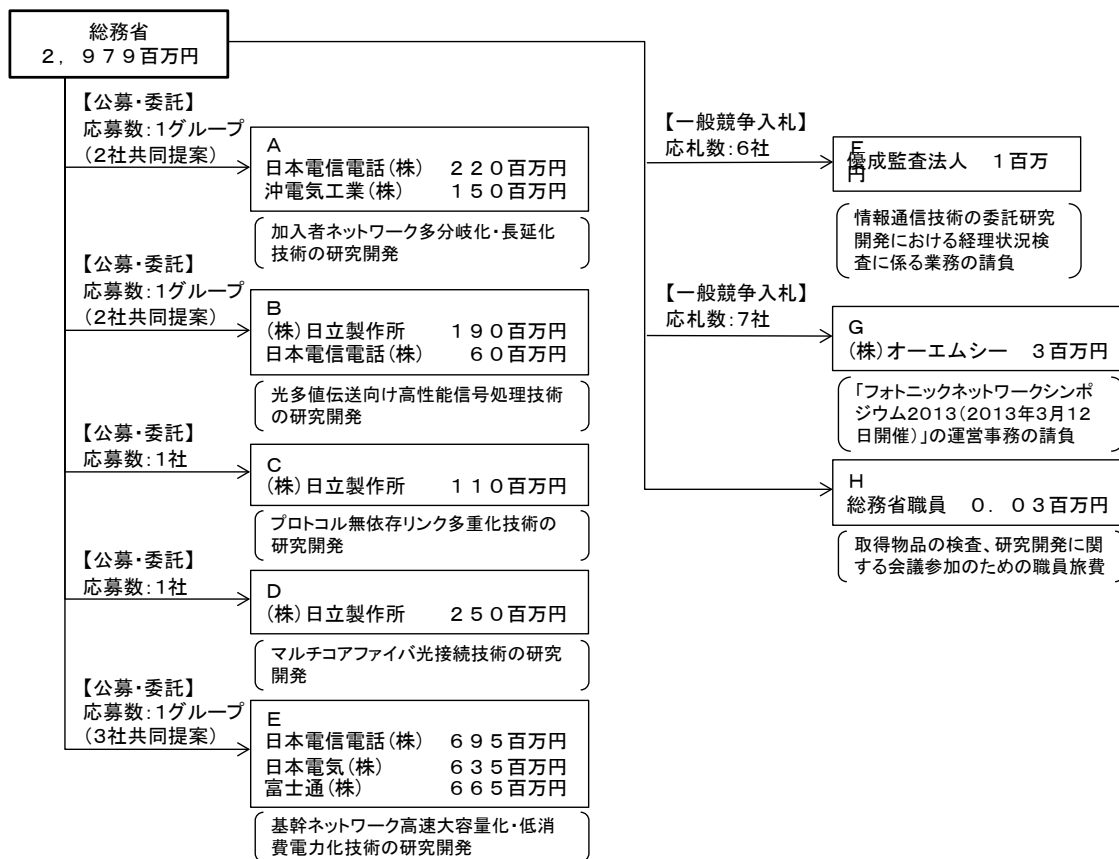 総務省
２，９７９百万円
【公募・委託】
応募数：１グループ
（２社共同提案）
A
日本電信電話（株）　２２０百万円
沖電気工業（株）　１５０百万円
加入者ネットワーク多分岐化・長延化
技術の研究開発
【公募・委託】
応募数：１グループ
（２社共同提案）
B
（株）日立製作所　１９０百万円
日本電信電話（株）　６０百万円
光多値伝送向け高性能信号処理技術
の研究開発
【公募・委託】
応募数：１社
C
（株）日立製作所　１１０百万円
プロトコル無依存リンク多重化技術の
研究開発
【公募・委託】
応募数：１社
D
（株）日立製作所　２５０百万円
マルチコアファイバ光接続技術の研究
開発
【公募・委託】
応募数：１グループ
（３社共同提案）
E
日本電信電話（株）　６９５百万円
日本電気（株）　６３５百万円
富士通（株）　６６５百万円
基幹ネットワーク高速大容量化・低消
費電力化技術の研究開発
【一般競争入札】
応札数：６社
F
優成監査法人　１百万
円
情報通信技術の委託研究
開発における経理状況検
査に係る業務の請負
【一般競争入札】
応札数：７社
G
（株）オーエムシー　３百万円
「フォトニックネットワークシンポ
ジウム２０１３（２０１３年３月１２
日開催）」の運営事務の請負
H
総務省職員　０．０３百万円
取得物品の検査、研究開発に関
する会議参加のための職員旅費